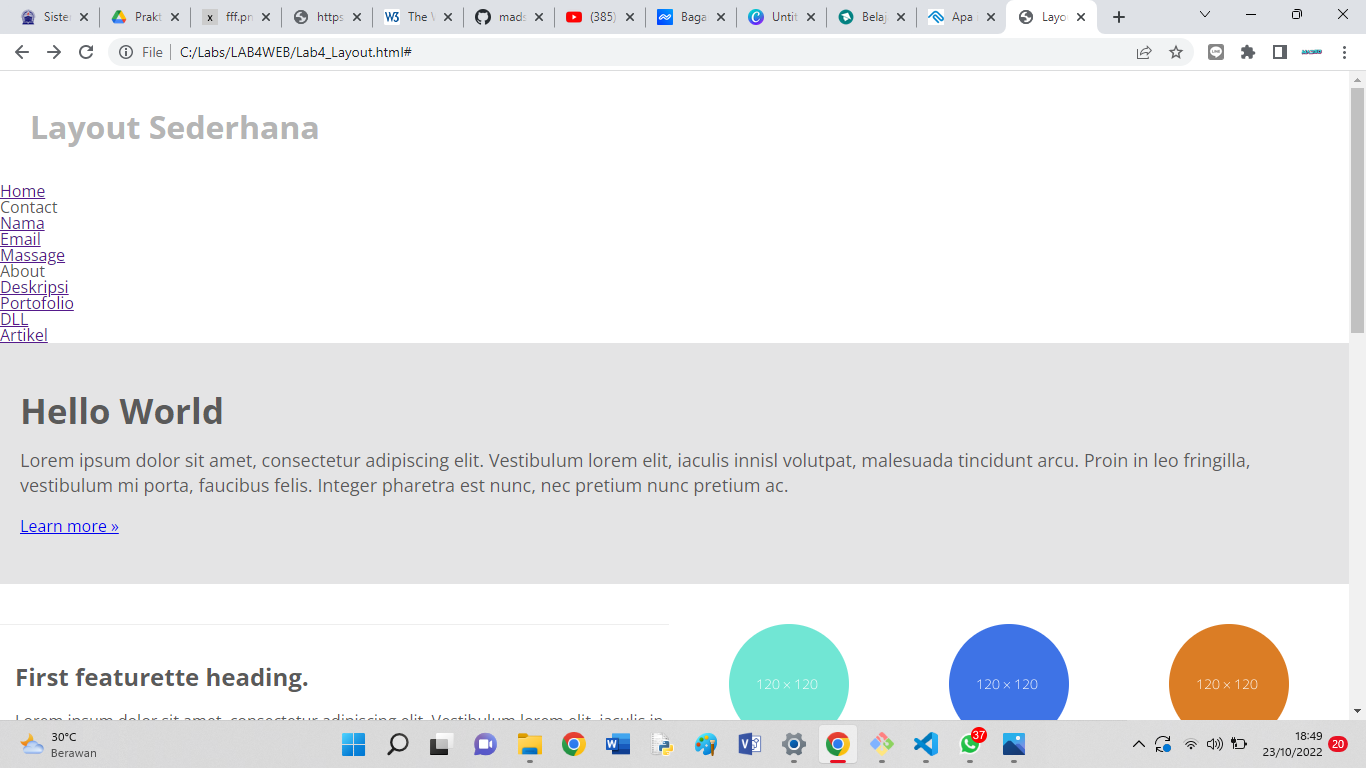 Sister
Prakt
fff.pn
https
The W
mads
(385)
Baga
Untit
Belaj
Apa
Layo
File
C:/Labs/LAB4WEB/Lab4_Layout.html#
Layout Sederhana
Home
Contact
Nama
Email
Massage
About
Deskripsi
Portofolio
DLL
Artikel
Hello World
Lorem ipsum dolor sit amet, consectetur adipiscing elit. Vestibulum lorem elit, iaculis innisl volutpat, malesuada tincidunt arcu. Proin in leo fringilla,
vestibulum mi porta, faucibus felis. Integer pharetra est nunc, nec pretium nunc pretium ac.
Learn more »
First featurette heading.
120 × 120
120 × 120
120 × 120
Lorem ipsum dolor sit amet, consectetur adipiscing elit. Vestibulum lorem elit, iaculis in
30°C
Berawan
37
18:49
23/10/2022
20